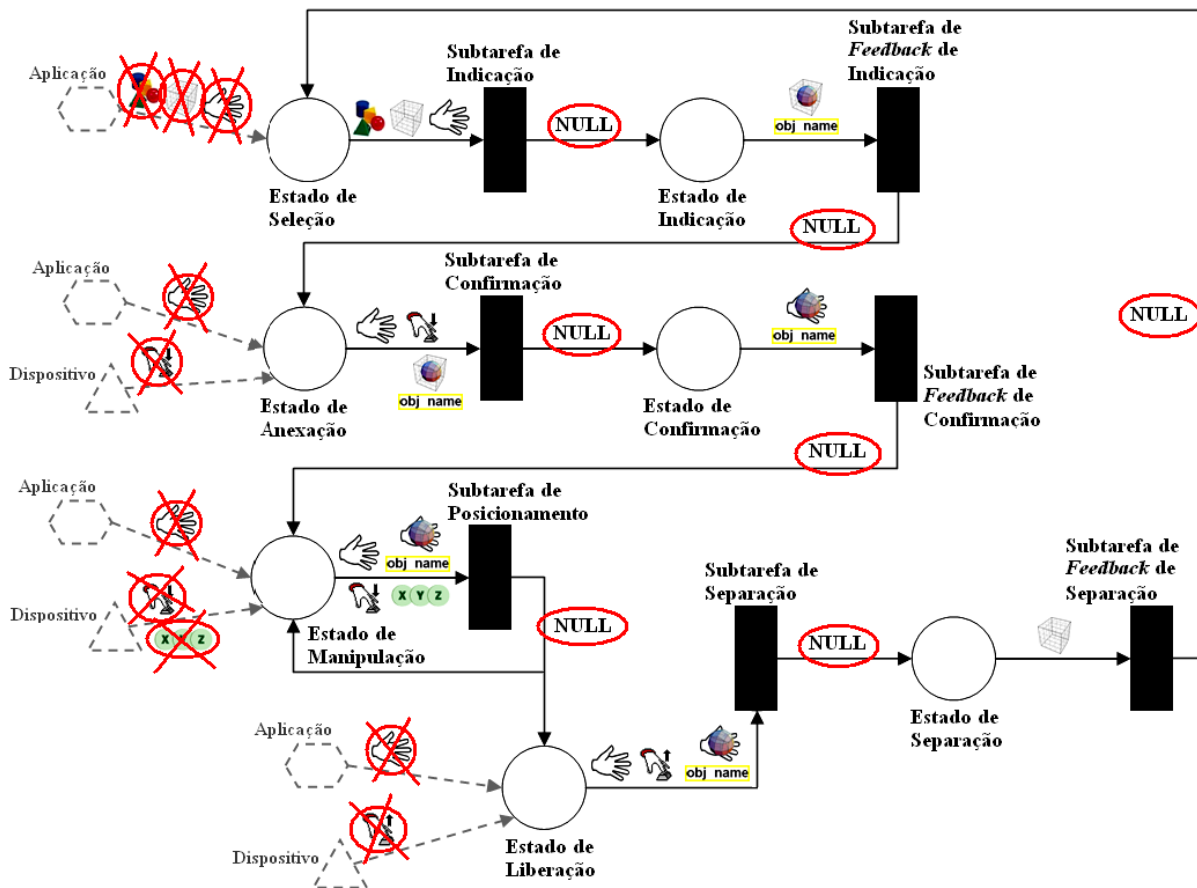 Aplicação
Subtarefa de
Indicação
Subtarefa de
Feedback de
Indicação
NULL
obj name
Estado de
Seleção
Estado de
Indicação
NULL
Aplicação
Subtarefa de
Confirmação
NULL
NULL
obj name
Dispositivo
obj name
Estado de
Anexação
Estado de
Confirmação
Subtarefa de
Feedback de
Confirmação
NULL
Aplicação
Subtarefa de
Posicionamento
obj name
X Y Z
Dispositivo
X Y Z
Estado de
Manipulação
NULL
Subtarefa de
Separação
Subtarefa de
Feedback de
Separação
NULL
Estado de
Separação
Aplicação
obj name
Dispositivo
Estado de
Liberação